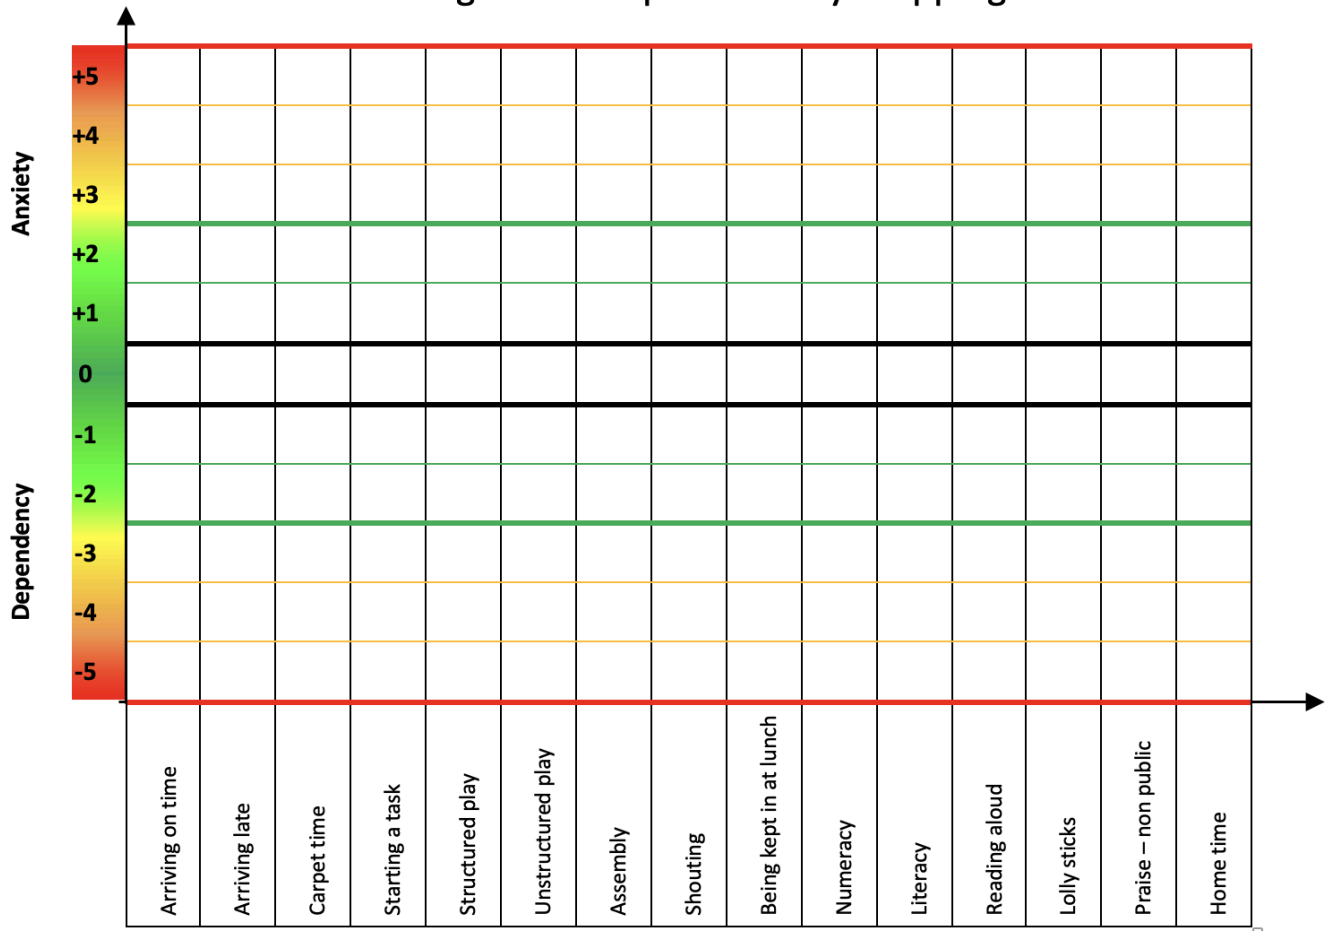 Anxiety
Dependency
+5
+4
+3
+2
+1
0
-1
-2
-3
-4
-5
Arriving on time
Arriving late
Carpet time
Starting a task
Structured play
Unstructured play
Assembly
Shouting
Being kept in at lunch
Numeracy
Literacy
Reading aloud
Lolly sticks
Praise – non public
Home time